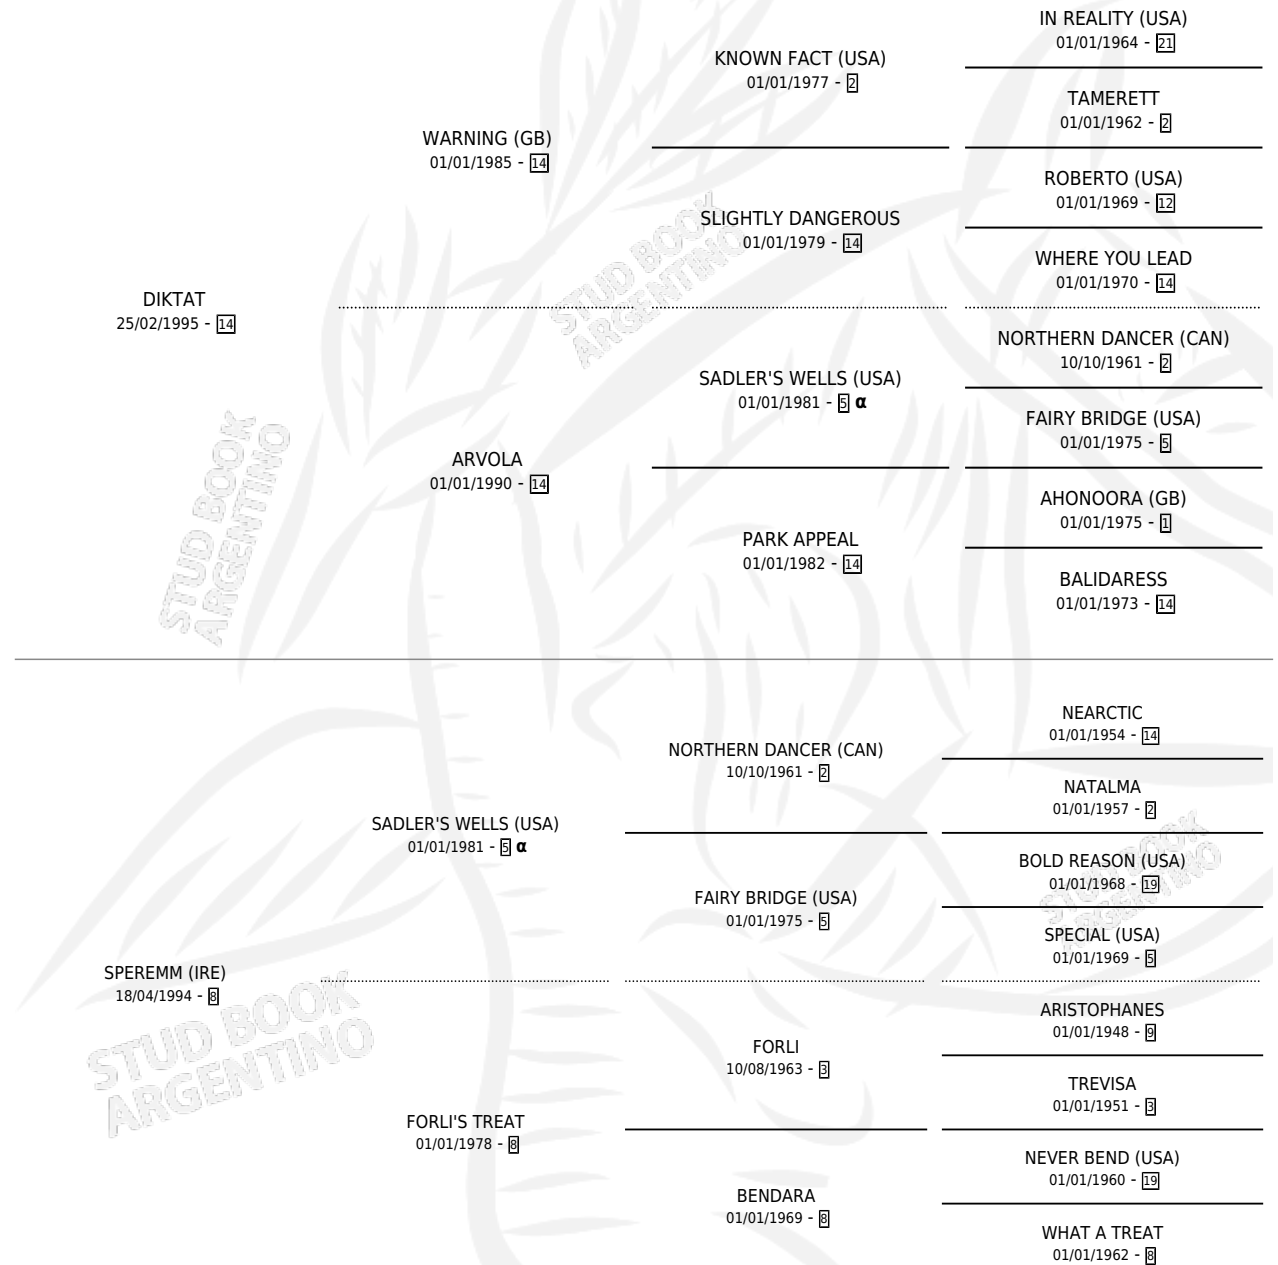 IN REALITY (USA)
01/01/1964 - 21
KNOWN FACT (USA)
01/01/1977 - 2
TAMERETT
01/01/1962 - 2
WARNING (GB)
01/01/1985 - 14
ROBERTO (USA)
01/01/1969 - 12
SLIGHTLY DANGEROUS
01/01/1979 - 14
WHERE YOU LEAD
01/01/1970 - 14
DIKTAT
25/02/1995 - 14
NORTHERN DANCER (CAN)
10/10/1961 - 2
SADLER'S WELLS (USA)
01/01/1981 - 5 α
FAIRY BRIDGE (USA)
01/01/1975 - 5
ARVOLA
01/01/1990 - 14
AHONOORA (GB)
01/01/1975 - 1
PARK APPEAL
01/01/1982 - 14
BALIDARESS
01/01/1973 - 14
NEARCTIC
01/01/1954 - 14
NORTHERN DANCER (CAN)
10/10/1961 - 2
NATALMA
01/01/1957 - 2
SADLER'S WELLS (USA)
01/01/1981 - 5 α
BOLD REASON (USA)
01/01/1968 - 19
FAIRY BRIDGE (USA)
01/01/1975 - 5
SPECIAL (USA)
01/01/1969 - 5
SPEREMM (IRE)
18/04/1994 - 8
ARISTOPHANES
01/01/1948 - 9
FORLI
10/08/1963 - 3
TREVISA
01/01/1951 - 3
FORLI'S TREAT
01/01/1978 - 8
NEVER BEND (USA)
01/01/1960 - 19
BENDARA
01/01/1969 - 8
WHAT A TREAT
01/01/1962 - 8
STUD BOOK
ARGENTINO
STUD BOOK
ARGENTINO
STUD BOOK
ARGENTINO
STUD BOOK
ARGENTINO